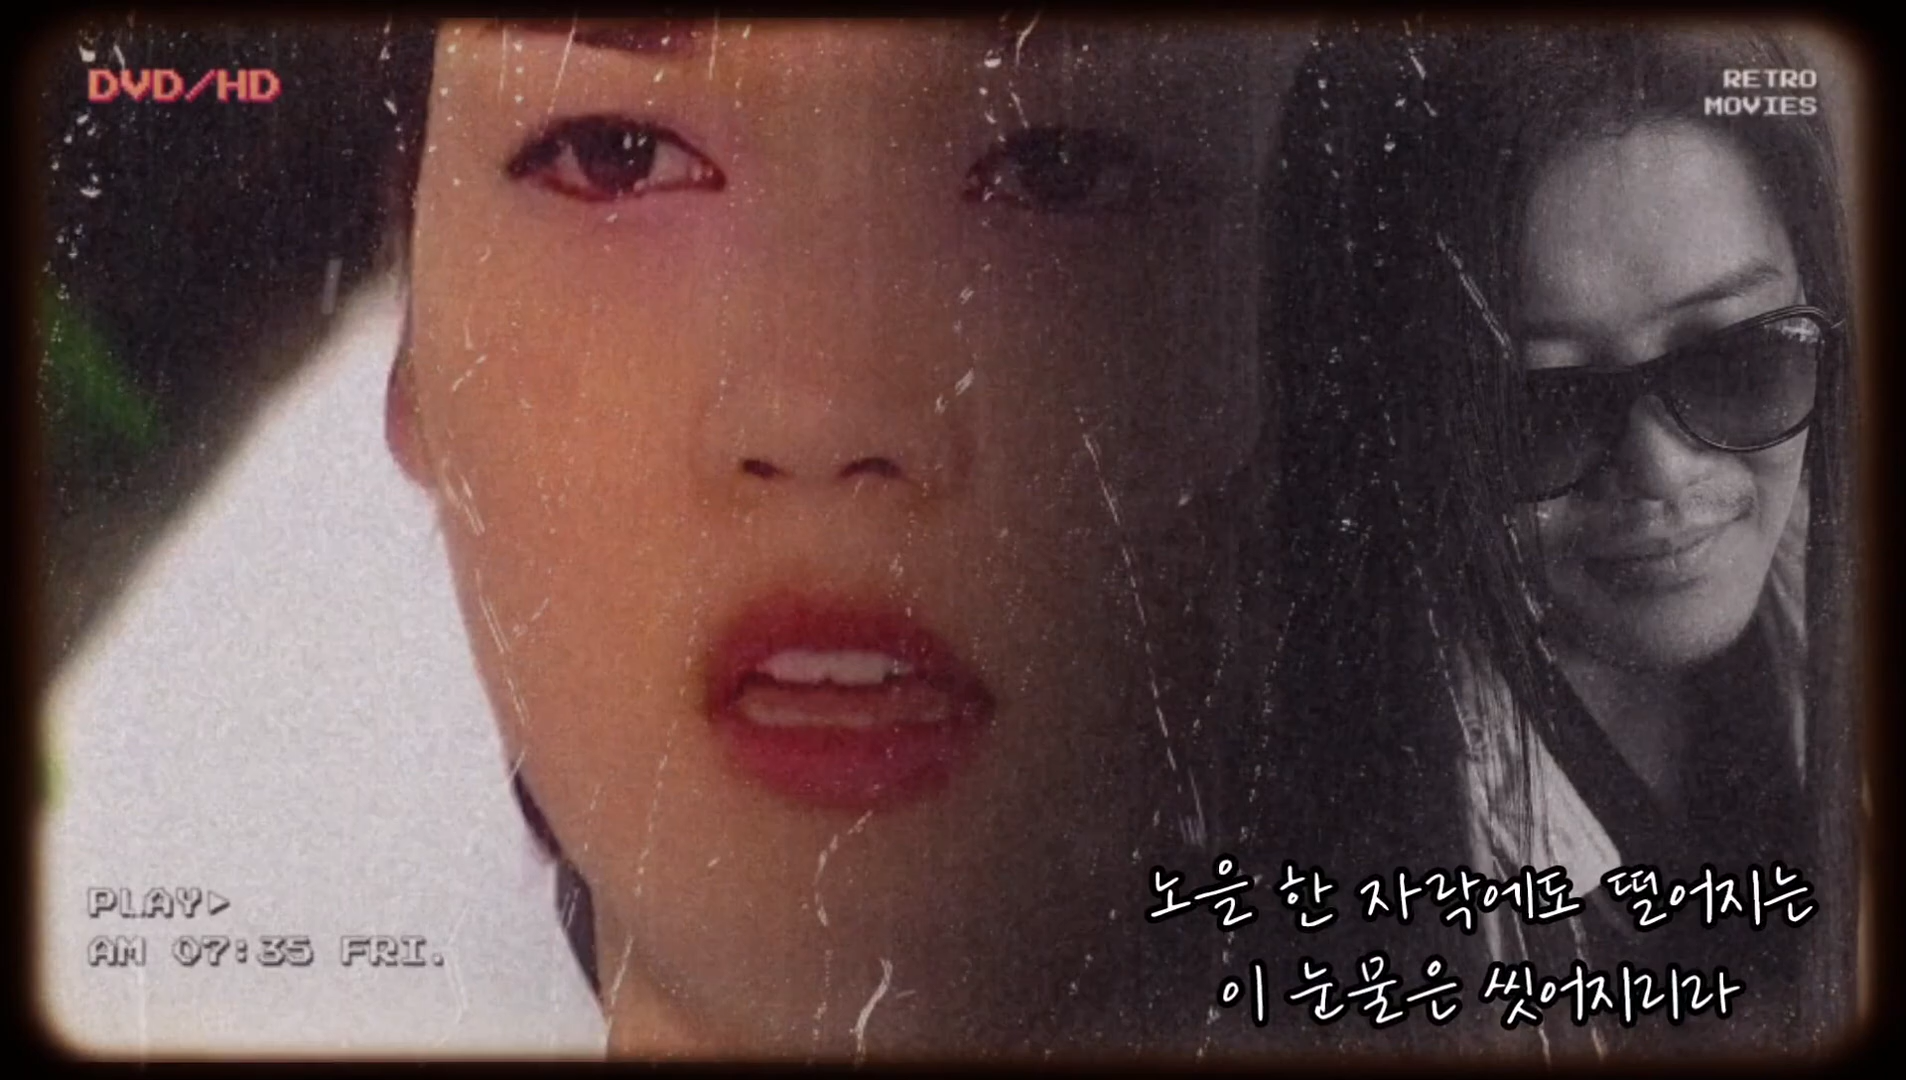 DVD/HD
RETRO
MOVIES
PLAY▶
AM 07:35 FRI.
노을 한 자락에도 떨어지는
이 눈물은 씻어지리라